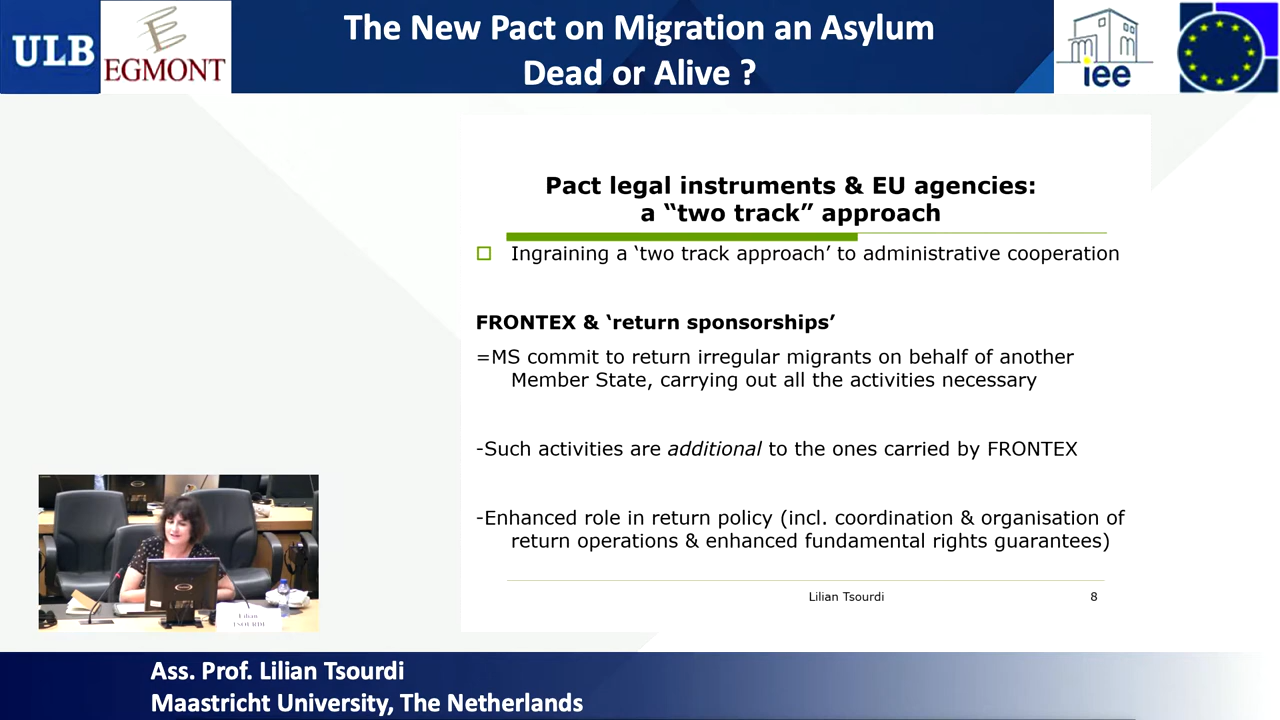 ULB
EGMONT
The New Pact on Migration an Asylum
Dead or Alive ?
iee
Pact legal instruments & EU agencies:
a “two track” approach
Ingraining a ‘two track approach’ to administrative cooperation
FRONTEX & ‘return sponsorships’
=MS commit to return irregular migrants on behalf of another
Member State, carrying out all the activities necessary
-Such activities are additional to the ones carried by FRONTEX
-Enhanced role in return policy (incl. coordination & organisation of
return operations & enhanced fundamental rights guarantees)
Lilian Tsourdi
8
Lilian
TSOURDI
Ass. Prof. Lilian Tsourdi
Maastricht University, The Netherlands